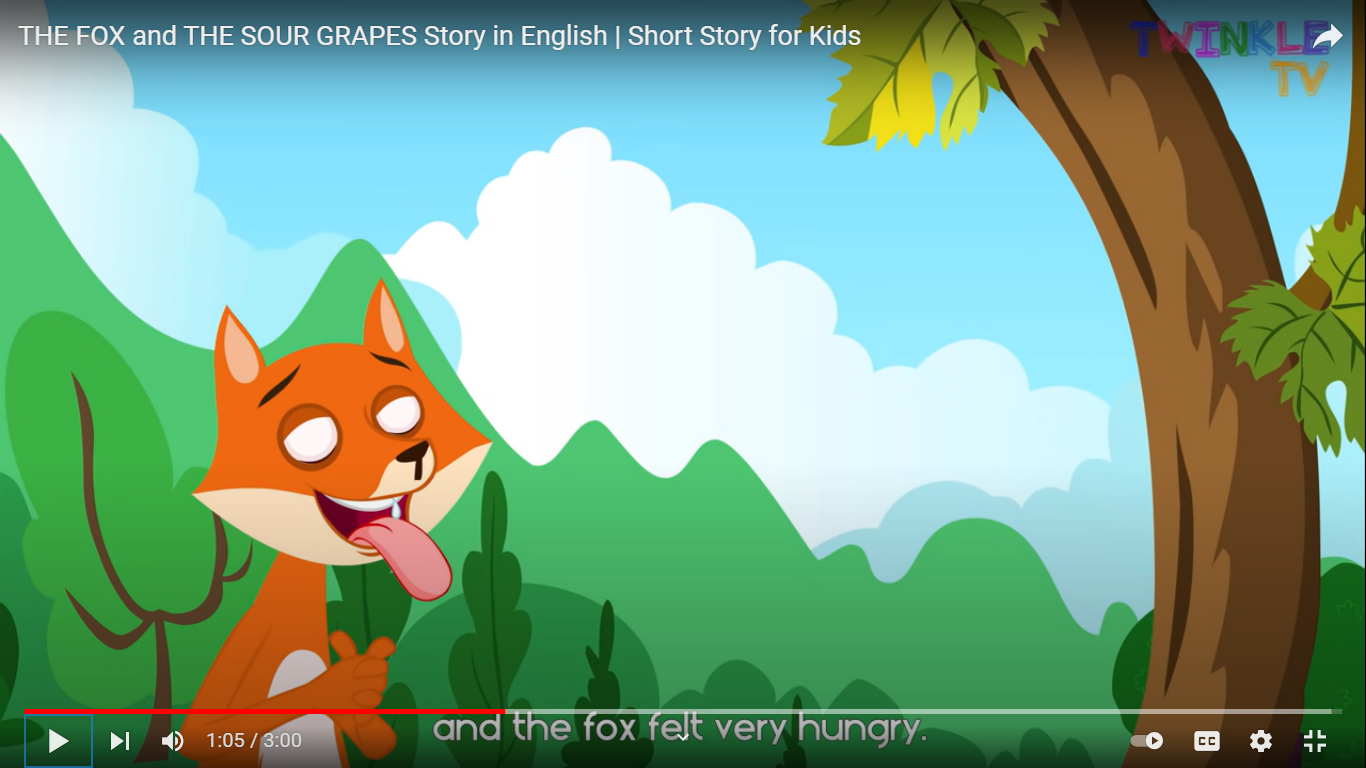 THE FOX and THE SOUR GRAPES Story in English | Short Story for Kids
TWINKLE
TV
and the fox felt very hungry.
1:05 / 3:00
CC